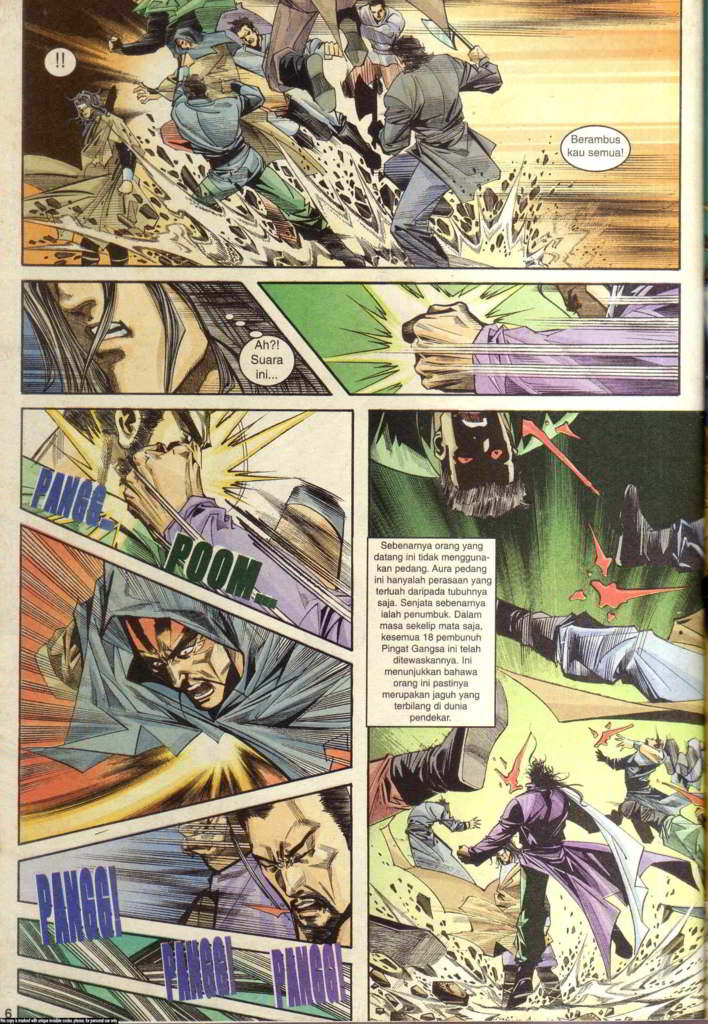 !!
Berambus
kau semua!
Ah?!
Suara
ini...
PANGG...
POOM...
Sebenarnya orang yang
datang ini tidak mengguna-
kan pedang. Aura pedang
ini hanyalah perasaan yang
terluah daripada tubuhnya
saja. Senjata sebenarnya
ialah penumbuk. Dalam
masa sekelip mata saja,
kesemua 18 pembunuh
Pingat Gangsa ini telah
ditewaskannya. Ini
menunjukkan bahawa
orang ini pastinya
merupakan jaguh yang
terbilang di dunia
pendekar.
PANGG!
PANGG!
PANGG!
6